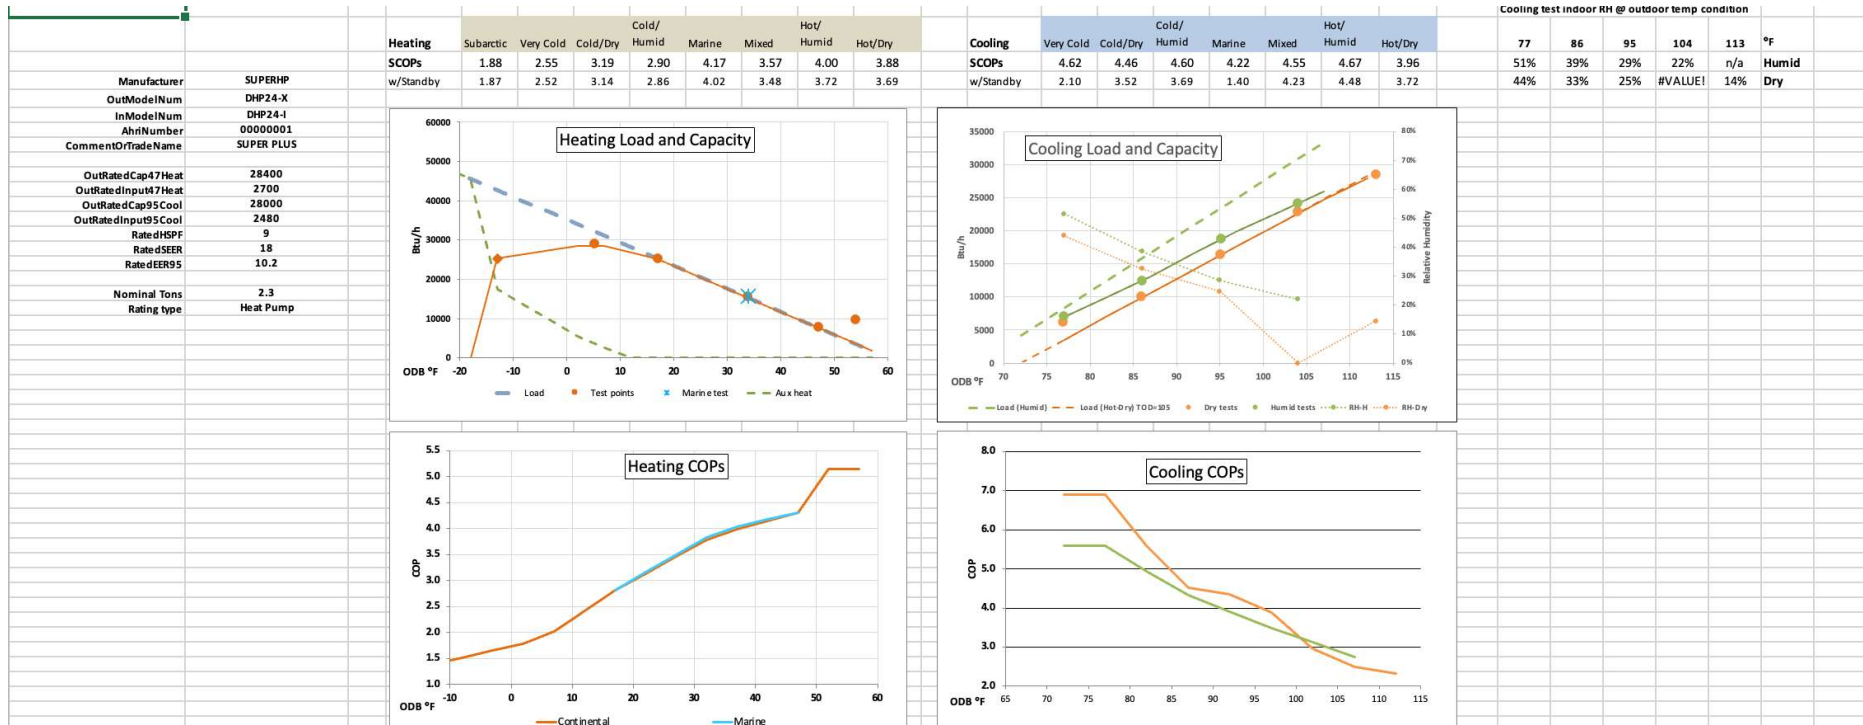 Cooling test indoor RH @ outdoor temp condition
Heating Subarctic Very Cold Cold/Dry Cold/ Humid Marine Mixed Hot/ Humid Hot/Dry
SCOPs 1.88 2.55 3.19 2.90 4.17 3.57 4.00 3.88
w/Standby 1.87 2.52 3.14 2.86 4.02 3.48 3.72 3.69
Cooling Very Cold Cold/Dry Cold/ Humid Marine Mixed Hot/ Humid Hot/Dry
SCOPs 4.62 4.46 4.60 4.22 4.55 4.67 3.96
w/Standby 2.10 3.52 3.69 1.40 4.23 4.48 3.72
77 86 95 104 113 °F
51% 39% 29% 22% n/a Humid
44% 33% 25% #VALUE! 14% Dry
Manufacturer SUPERHP
OutModelNum DHP24-X
InModelNum DHP24-I
AhriNumber 00000001
CommentOrTradeName SUPER PLUS
OutRatedCap47Heat 28400
OutRatedInput47Heat 2700
OutRatedCap95Cool 28000
OutRatedInput95Cool 2480
RatedHSPF 9
RatedSEER 18
RatedEER95 10.2
Nominal Tons 2.3
Rating type Heat Pump
Heating Load and Capacity
60000
50000
40000
30000
20000
10000
0
Btu/h
-20 -10 0 10 20 30 40 50 60
ODB °F
Load Test points Marine test Aux heat
Cooling Load and Capacity
35000
30000
25000
20000
15000
10000
5000
0
Btu/h
80%
70%
60%
50%
40%
30%
20%
10%
0%
Relative Humidity
70 75 80 85 90 95 100 105 110 115
ODB °F
Load (Humid) Load (Hot-Dry) TOD=105 Dry tests Humid tests RH-H RH-Dry
Heating COPs
5.5
5.0
4.5
4.0
3.5
3.0
2.5
2.0
1.5
1.0
COP
-10 0 10 20 30 40 50 60
ODB °F
Continental Marine
Cooling COPs
8.0
7.0
6.0
5.0
4.0
3.0
2.0
COP
65 70 75 80 85 90 95 100 105 110 115
ODB °F